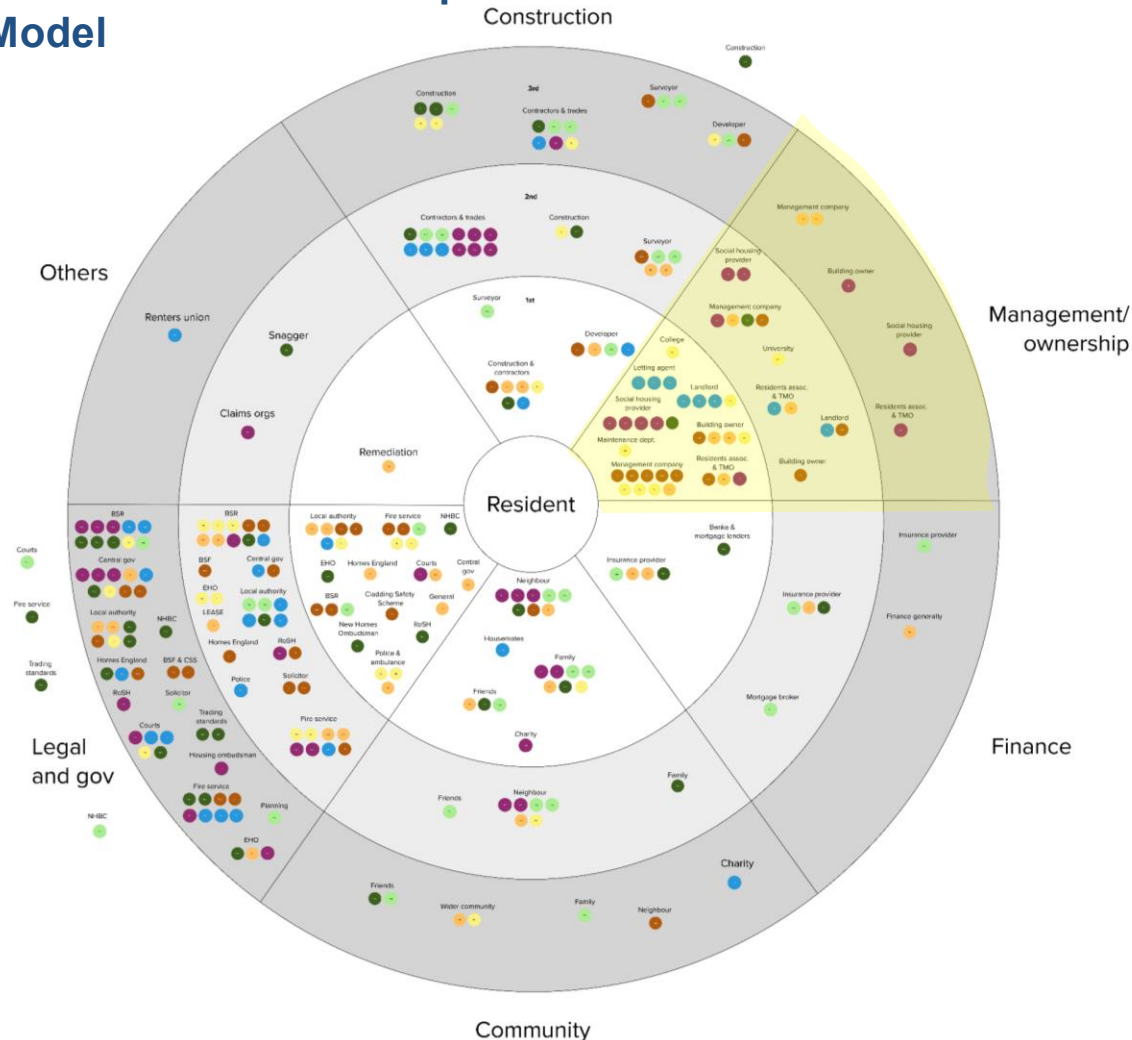 Model
Construction
Construction
3rd
Construction
Contractors & trades
Surveyor
Developer
2nd
Contractors & trades
Construction
Surveyor
1st
Surveyor
Developer
Construction &
contractors
Management/
ownership
Management company
Building owner
Social housing
provider
Residents assoc.
& TMO
Social housing
provider
Management company
University
Residents assoc.
& TMO
Landlord
Building owner
College
Letting agent
Landlord
Social housing
provider
Building owner
Maintenance dept.
Management company
Residents assoc.
& TMO
Others
Renters union
Snagger
Claims orgs
Remediation
Resident
Finance
Banks &
mortgage lenders
Insurance provider
Insurance provider
Mortgage broker
Insurance provider
Finance generally
Legal
and gov
Courts
Fire service
Trading
standards
NHBC
BSR
Central gov
Local authority
NHBC
Homes England
BSF & CSS
RoSH
Solicitor
Courts
Trading
standards
Housing ombudsman
Fire service
Planning
EHO
BSR
BSF
Central gov
EHO
Local authority
LEASE
Homes England
RoSH
Police
Solicitor
Fire service
Local authority
Fire service
NHBC
EHO
Homes England
Courts
Central
gov
BSR
Cladding Safety
Scheme
General
New Homes
Ombudsman
RoSH
Police &
ambulance
Neighbour
Housemates
Family
Friends
Charity
Friends
Neighbour
Family
Friends
Wider community
Family
Neighbour
Charity
Community